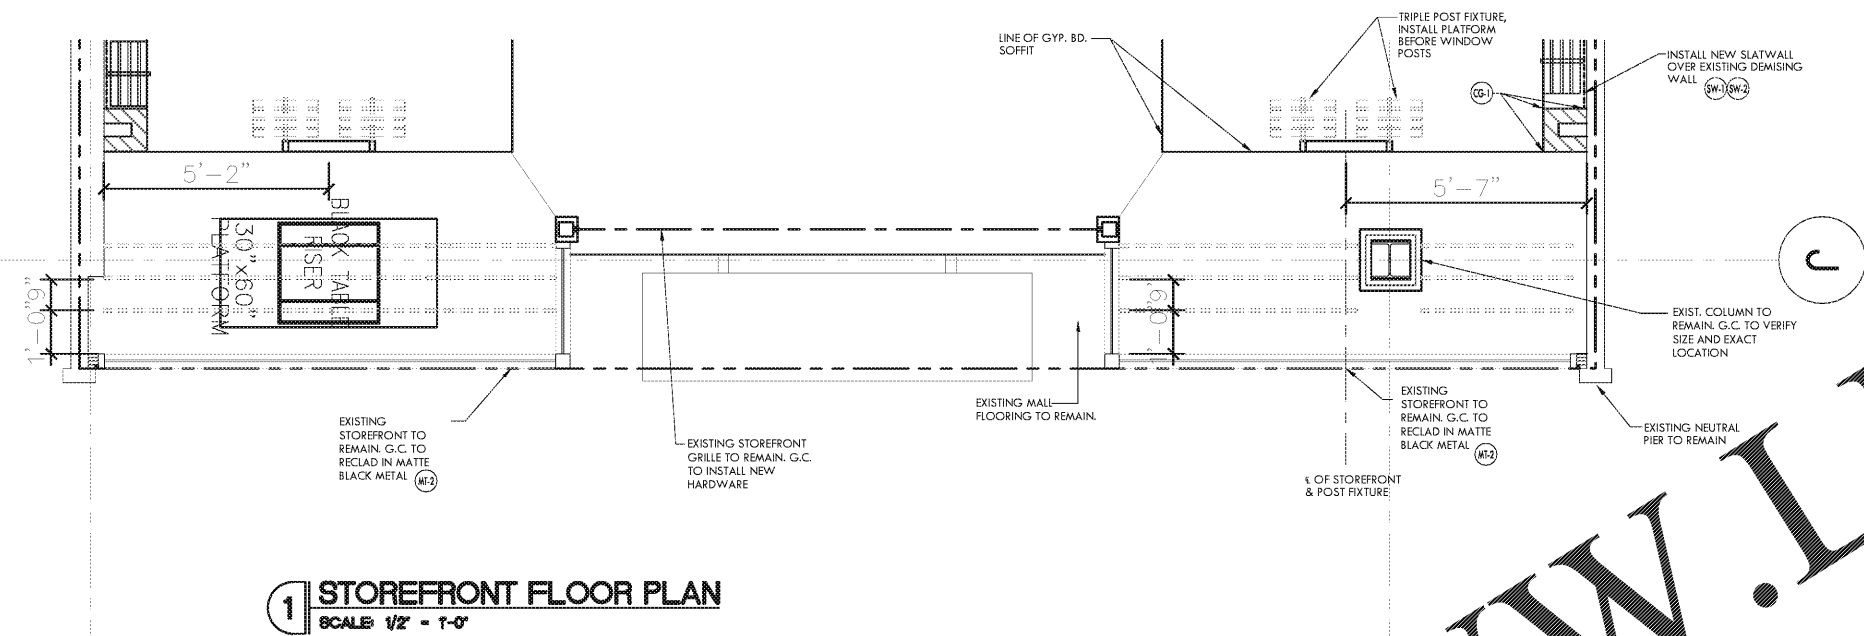 TRIPLE POST FIXTURE,
INSTALL PLATFORM
BEFORE WINDOW
POSTS
LINE OF GYP. BD.
SOFFIT
INSTALL NEW SLATWALL
OVER EXISTING DEMISING
WALL SW-1 SW-2
CG-1
5'-2"
5'-7"
BLACK TABLE
RISER
30"x60"
PLATFORM
9"
1'-0"
9"
1'-0"
J
EXIST. COLUMN TO
REMAIN. G.C. TO VERIFY
SIZE AND EXACT
LOCATION
EXISTING
STOREFRONT TO
REMAIN. G.C. TO
RECLAD IN MATTE
BLACK METAL MT-2
EXISTING STOREFRONT
GRILLE TO REMAIN. G.C.
TO INSTALL NEW
HARDWARE
EXISTING MALL
FLOORING TO REMAIN.
EXISTING
STOREFRONT TO
REMAIN. G.C. TO
RECLAD IN MATTE
BLACK METAL MT-2
EXISTING NEUTRAL
PIER TO REMAIN
℄ OF STOREFRONT
& POST FIXTURE
1 STOREFRONT FLOOR PLAN
SCALE: 1/2" = 1'-0"